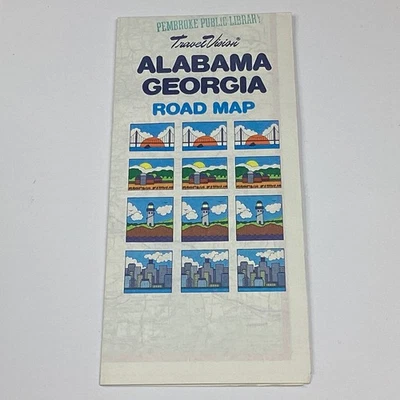 PEMBROKE PUBLIC LIBRARY
TravelVision®
ALABAMA
GEORGIA
ROAD MAP